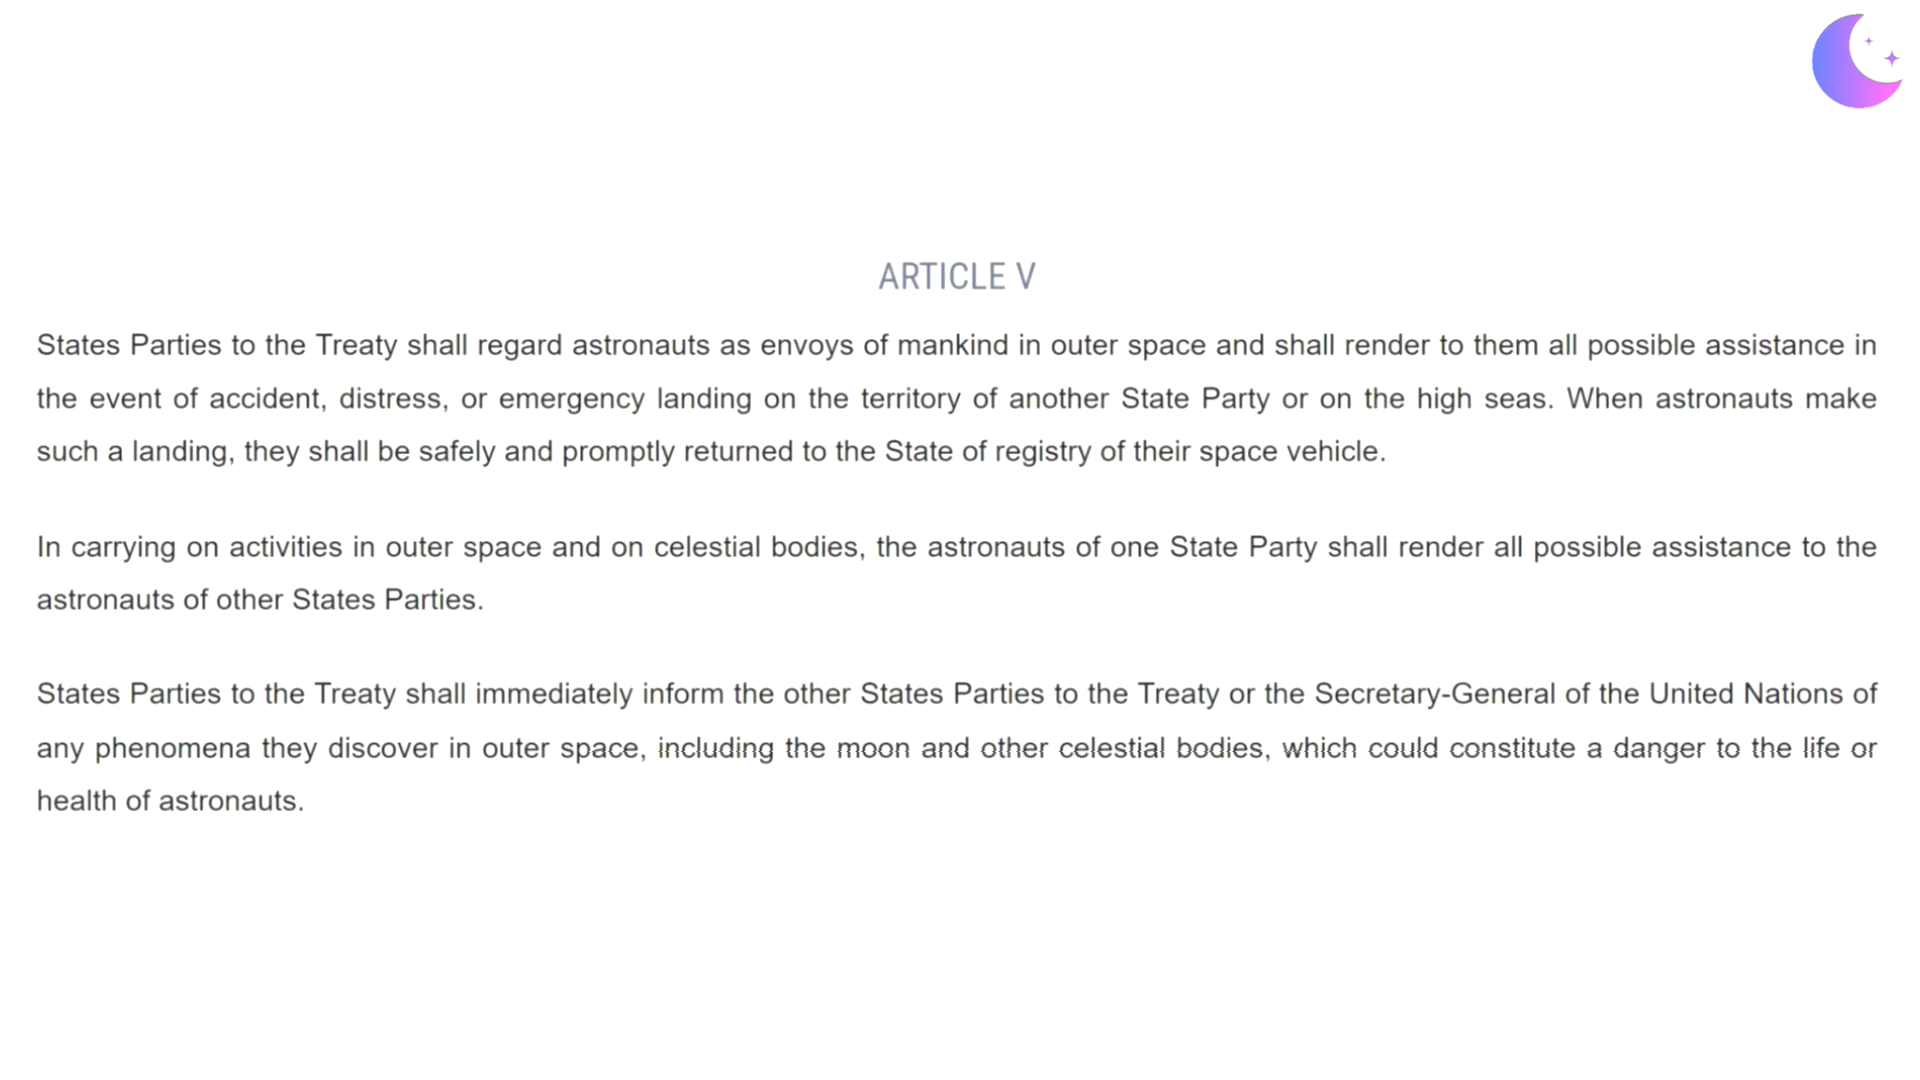 ARTICLE V
States Parties to the Treaty shall regard astronauts as envoys of mankind in outer space and shall render to them all possible assistance in
the event of accident, distress, or emergency landing on the territory of another State Party or on the high seas. When astronauts make
such a landing, they shall be safely and promptly returned to the State of registry of their space vehicle.
In carrying on activities in outer space and on celestial bodies, the astronauts of one State Party shall render all possible assistance to the
astronauts of other States Parties.
States Parties to the Treaty shall immediately inform the other States Parties to the Treaty or the Secretary-General of the United Nations of
any phenomena they discover in outer space, including the moon and other celestial bodies, which could constitute a danger to the life or
health of astronauts.